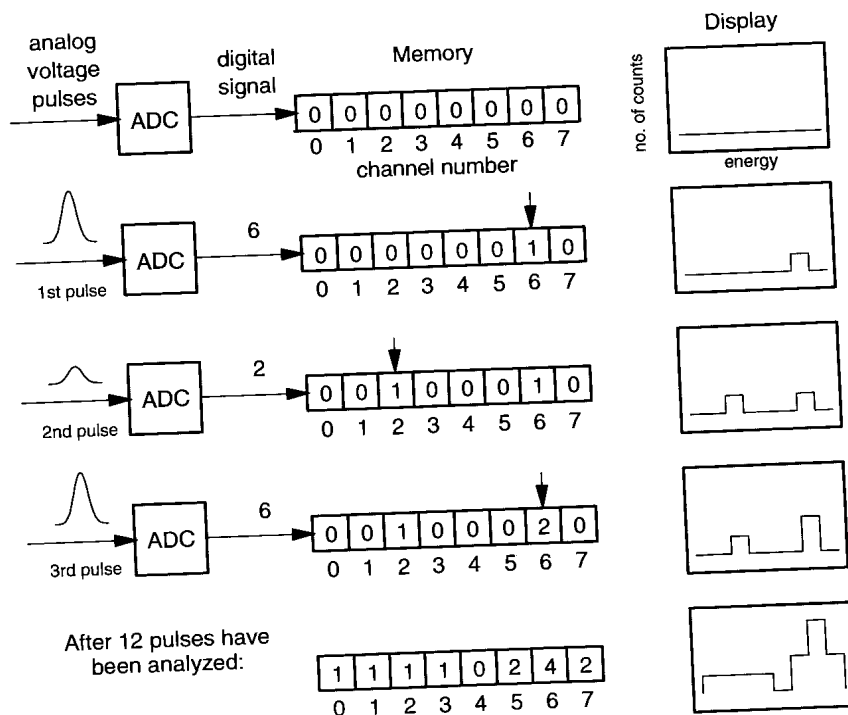 analog
voltage
pulses
ADC
digital
signal
Memory
0 0 0 0 0 0 0 0
0 1 2 3 4 5 6 7
channel number
Display
no. of counts
energy
1st pulse
ADC
6
0 0 0 0 0 0 1 0
0 1 2 3 4 5 6 7
2nd pulse
ADC
2
0 0 1 0 0 0 1 0
0 1 2 3 4 5 6 7
3rd pulse
ADC
6
0 0 1 0 0 0 2 0
0 1 2 3 4 5 6 7
After 12 pulses have
been analyzed:
1 1 1 1 0 2 4 2
0 1 2 3 4 5 6 7